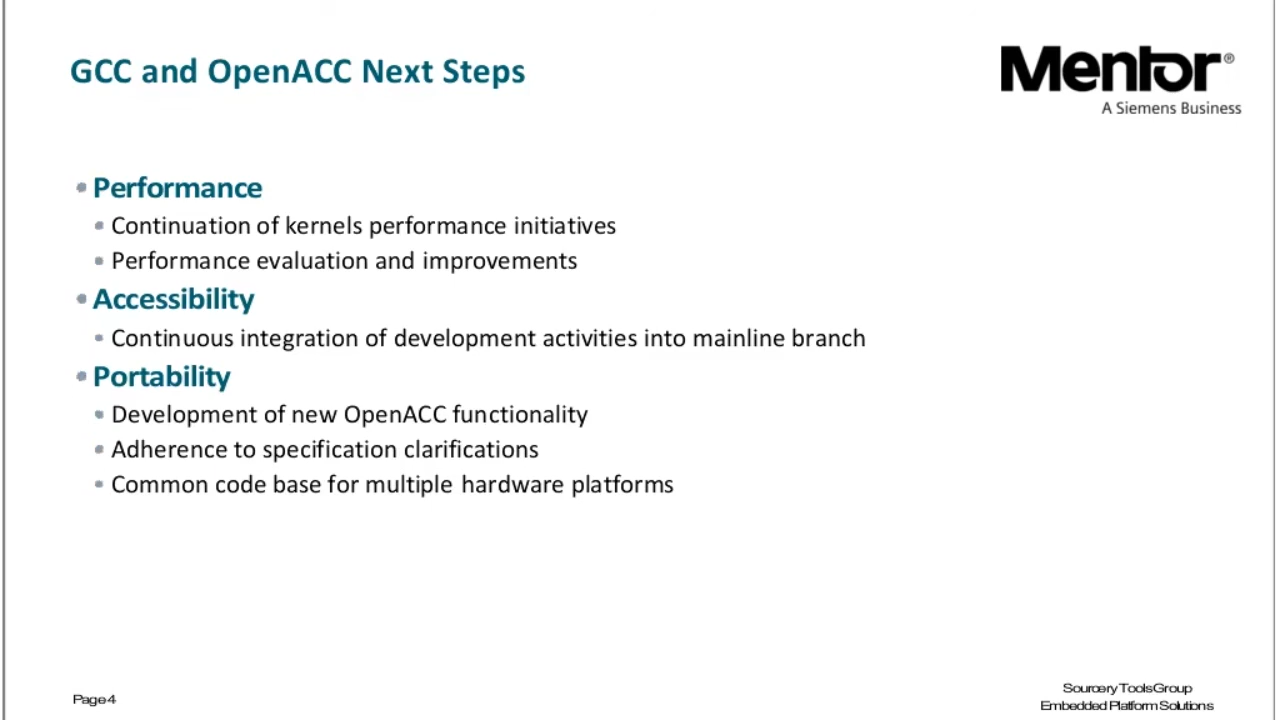 GCC and OpenACC Next Steps
Mentor®
A Siemens Business
Performance
Continuation of kernels performance initiatives
Performance evaluation and improvements
Accessibility
Continuous integration of development activities into mainline branch
Portability
Development of new OpenACC functionality
Adherence to specification clarifications
Common code base for multiple hardware platforms
Page 4
Sourcery Tools Group
Embedded Platform Solutions